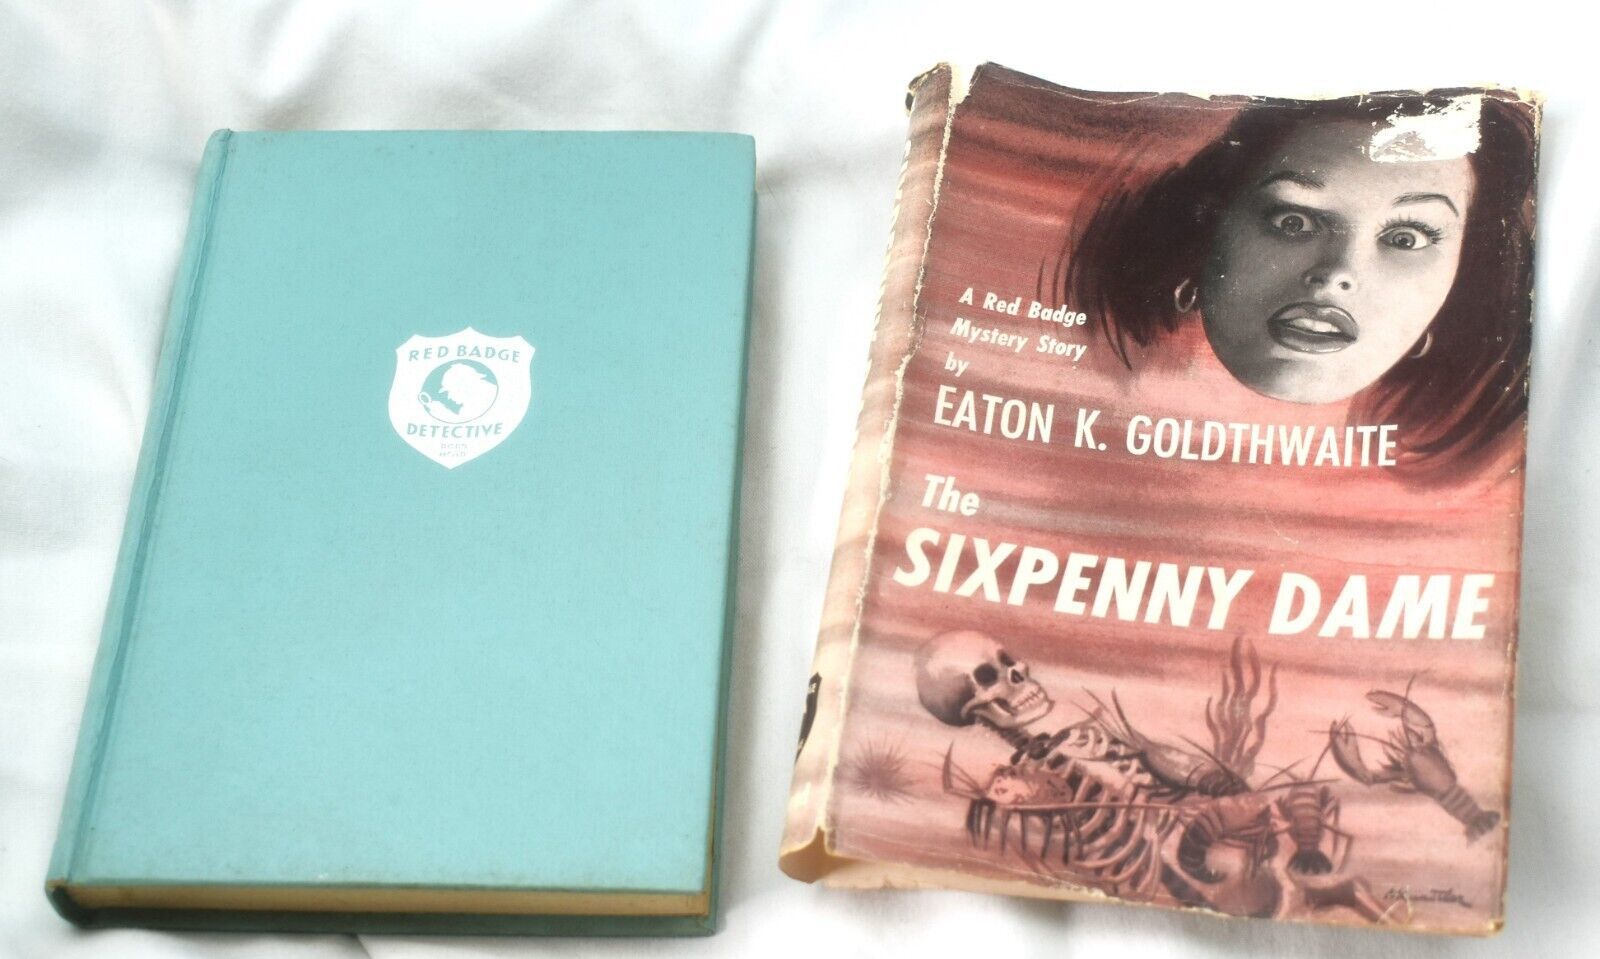 RED BADGE
DETECTIVE
A Red Badge
Mystery Story
by
EATON K. GOLDTHWAITE
The
SIXPENNY DAME